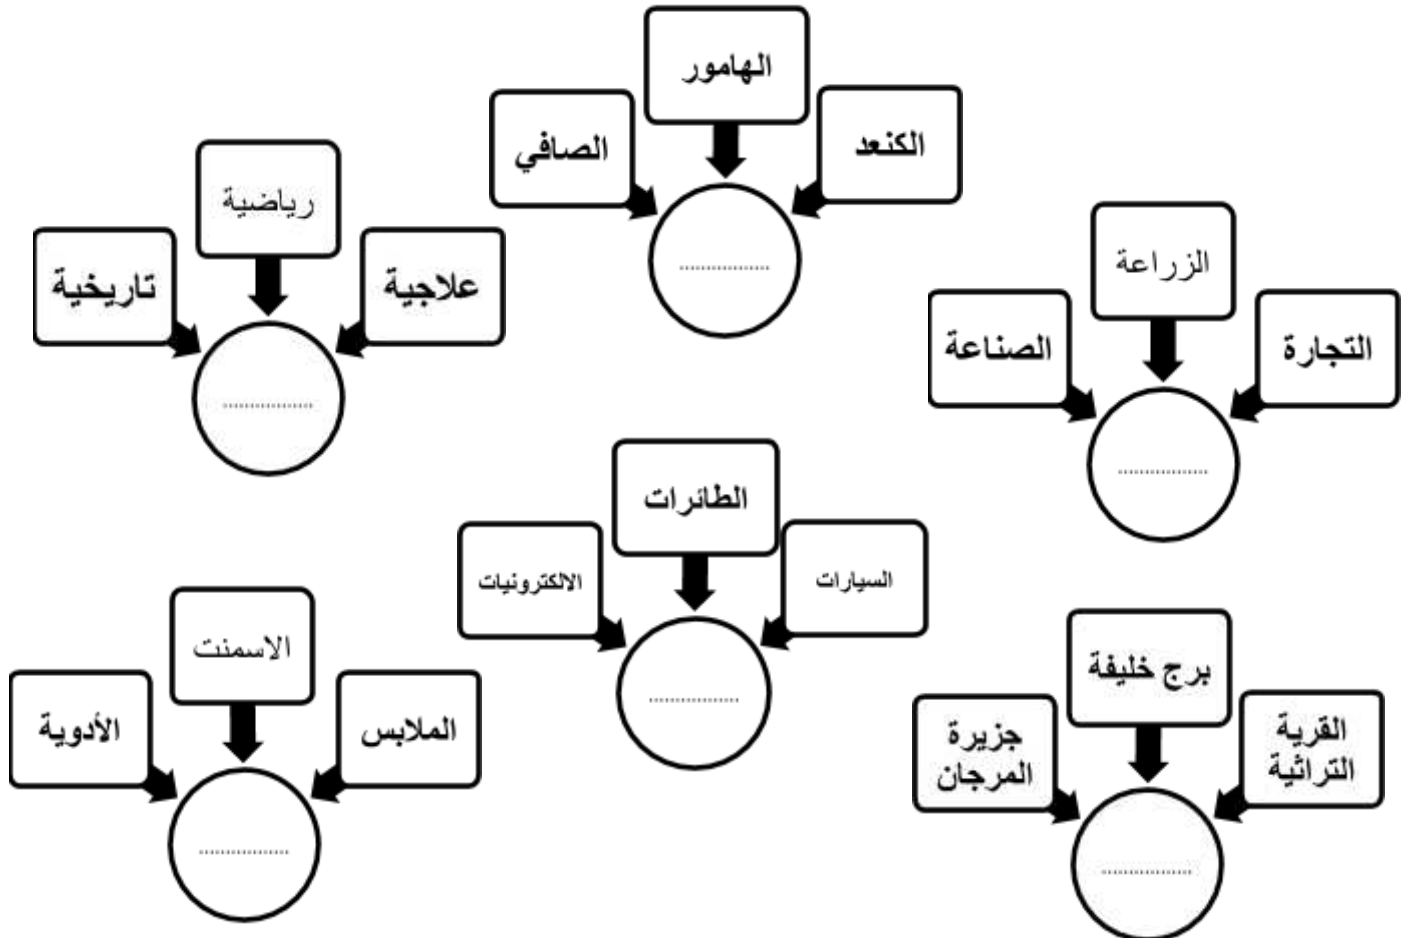 الهامور
الكنعد
الصافي
.................
رياضية
علاجية
تاريخية
.................
الزراعة
التجارة
الصناعة
.................
الطائرات
السيارات
الالكترونيات
.................
الاسمنت
الملابس
الأدوية
.................
برج خليفة
القرية
التراثية
جزيرة
المرجان
.................